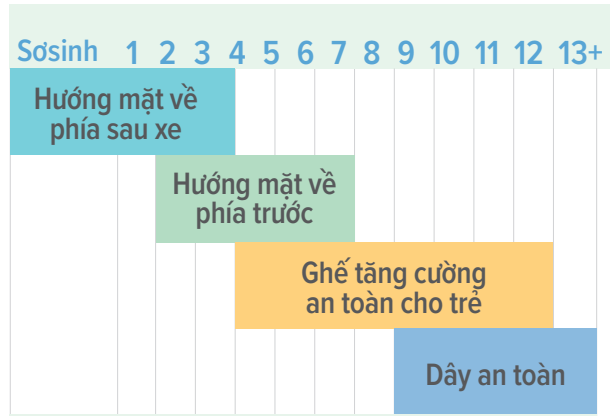 Sơsinh 1 2 3 4 5 6 7 8 9 10 11 12 13+
Hướng mặt về
phía sau xe
Hướng mặt về
phía trước
Ghế tăng cường
an toàn cho trẻ
Dây an toàn